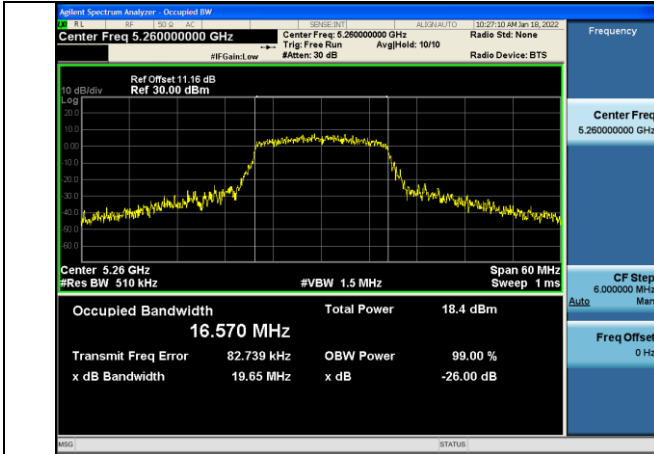 Agilent Spectrum Analyzer - Occupied BW
RL RF 50 Ω AC SENSE:INT ALIGNAUTO 10:27:10 AM Jan 18, 2022
Center Freq 5.260000000 GHz Center Freq: 5.260000000 GHz Radio Std: None
Trig: Free Run Avg|Hold: 10/10
#IFGain:Low #Atten: 30 dB Radio Device: BTS
Frequency
Ref Offset 11.16 dB
10 dB/div Ref 30.00 dBm
Log
20.0
10.0
0.00
-10.0
-20.0
-30.0
-40.0
-50.0
-60.0
Center Freq
5.260000000 GHz
Center 5.26 GHz Span 60 MHz
#Res BW 510 kHz #VBW 1.5 MHz Sweep 1 ms
CF Step
6.000000 MHz
Auto Man
Occupied Bandwidth Total Power 18.4 dBm
16.570 MHz
Transmit Freq Error 82.739 kHz OBW Power 99.00 %
x dB Bandwidth 19.65 MHz x dB -26.00 dB
Freq Offset
0 Hz
MSG STATUS